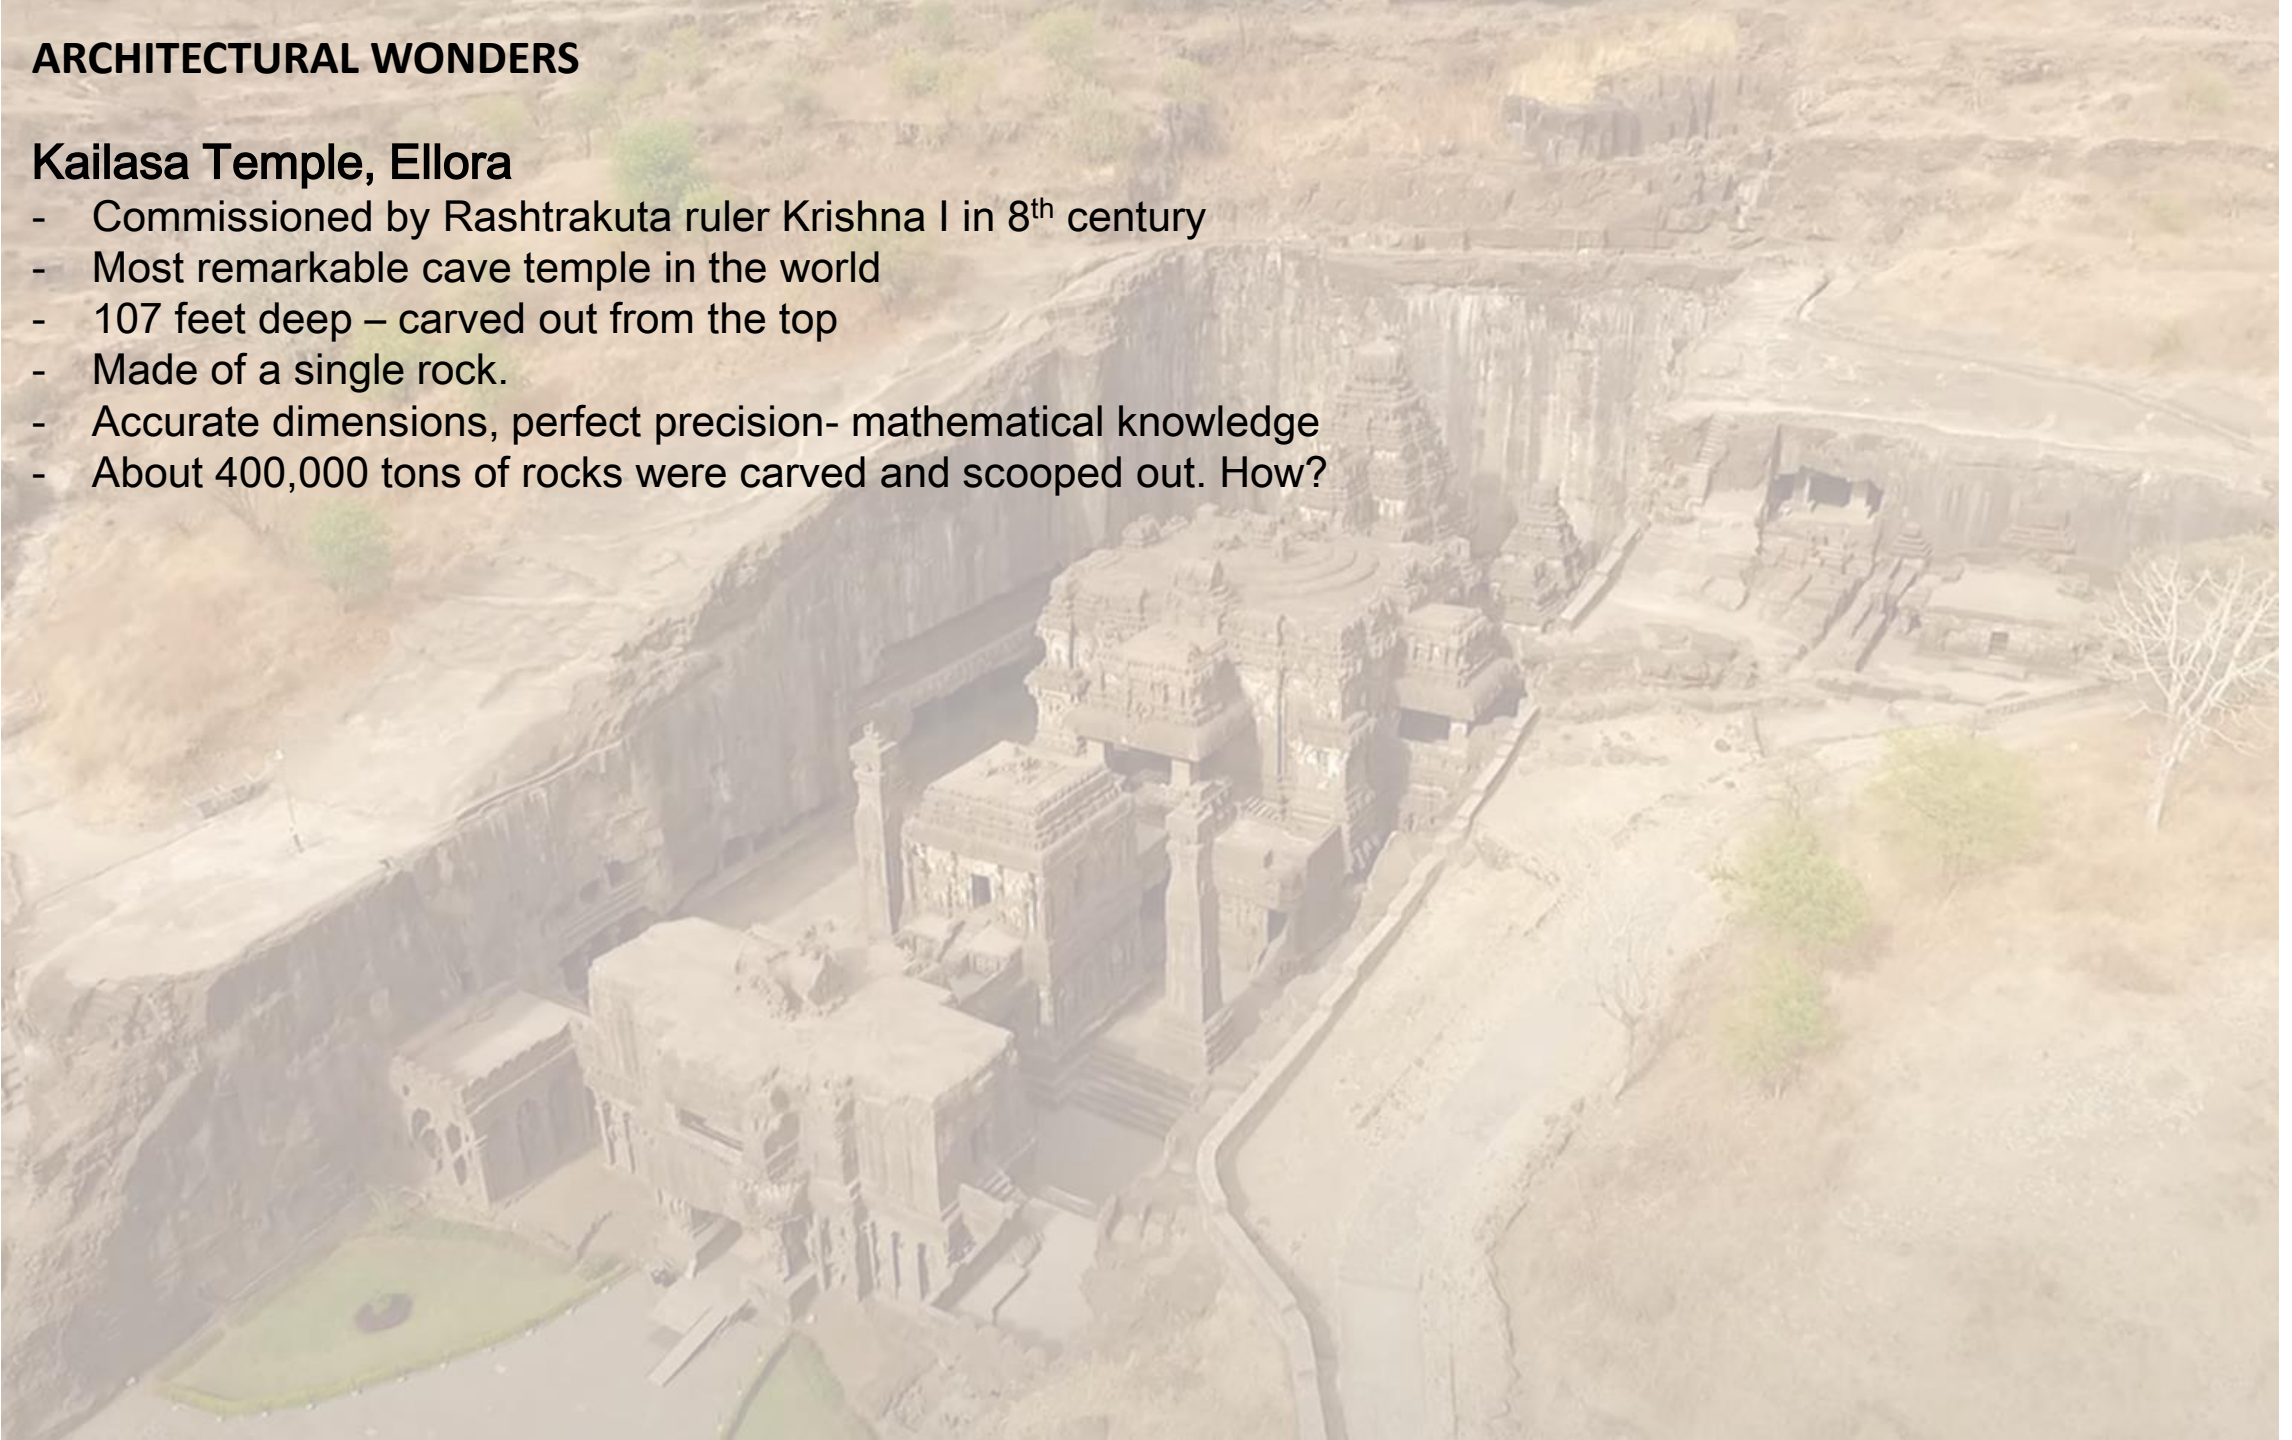 ARCHITECTURAL WONDERS
Kailasa Temple, Ellora
- Commissioned by Rashtrakuta ruler Krishna I in 8th century
- Most remarkable cave temple in the world
- 107 feet deep – carved out from the top
- Made of a single rock.
- Accurate dimensions, perfect precision- mathematical knowledge
- About 400,000 tons of rocks were carved and scooped out. How?